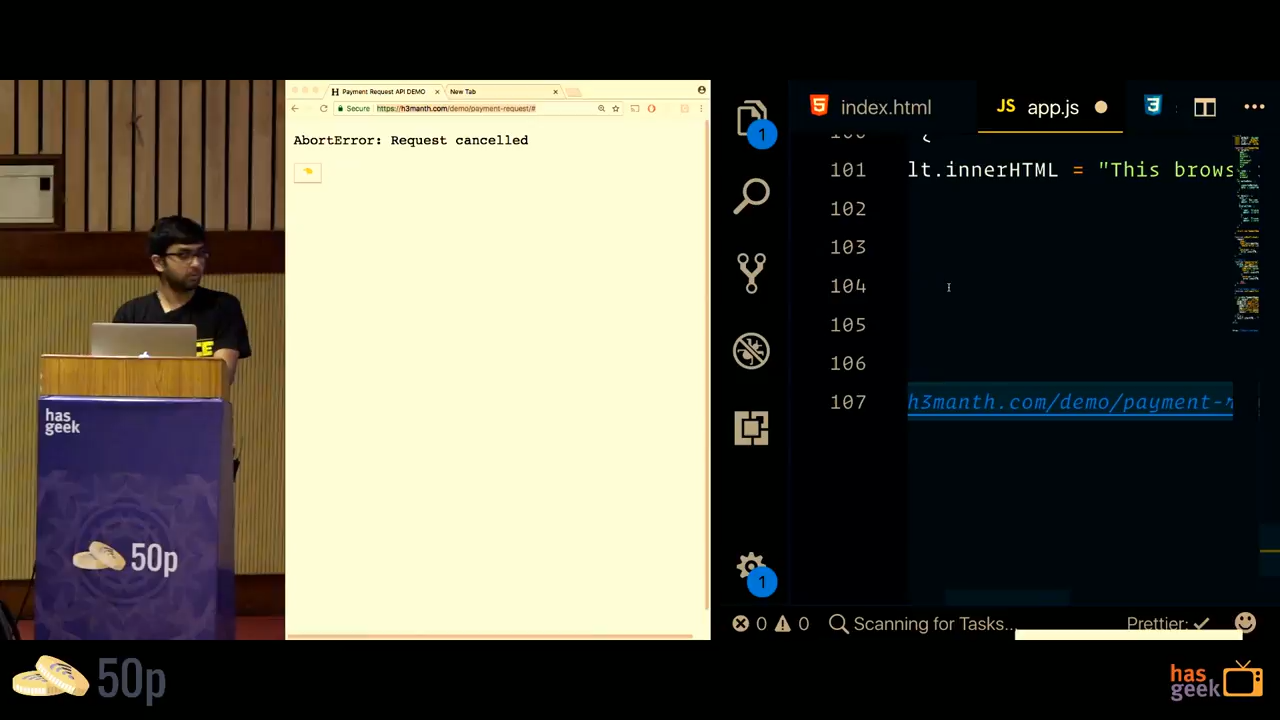 Payment Request API DEMO
New Tab
Secure
https://h3manth.com/demo/payment-request/#
AbortError: Request cancelled
has
geek
50p
1
index.html
JS app.js
101
lt.innerHTML = "This brows
102
103
104
105
106
107
h3manth.com/demo/payment-r
1
0
0
Scanning for Tasks..
Prettier:
50p
has
geek